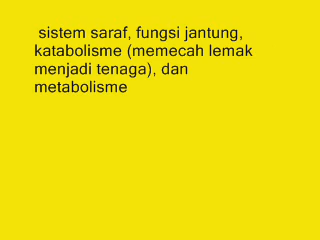 sistem saraf, fungsi jantung,
katabolisme (memecah lemak
menjadi tenaga), dan
metabolisme